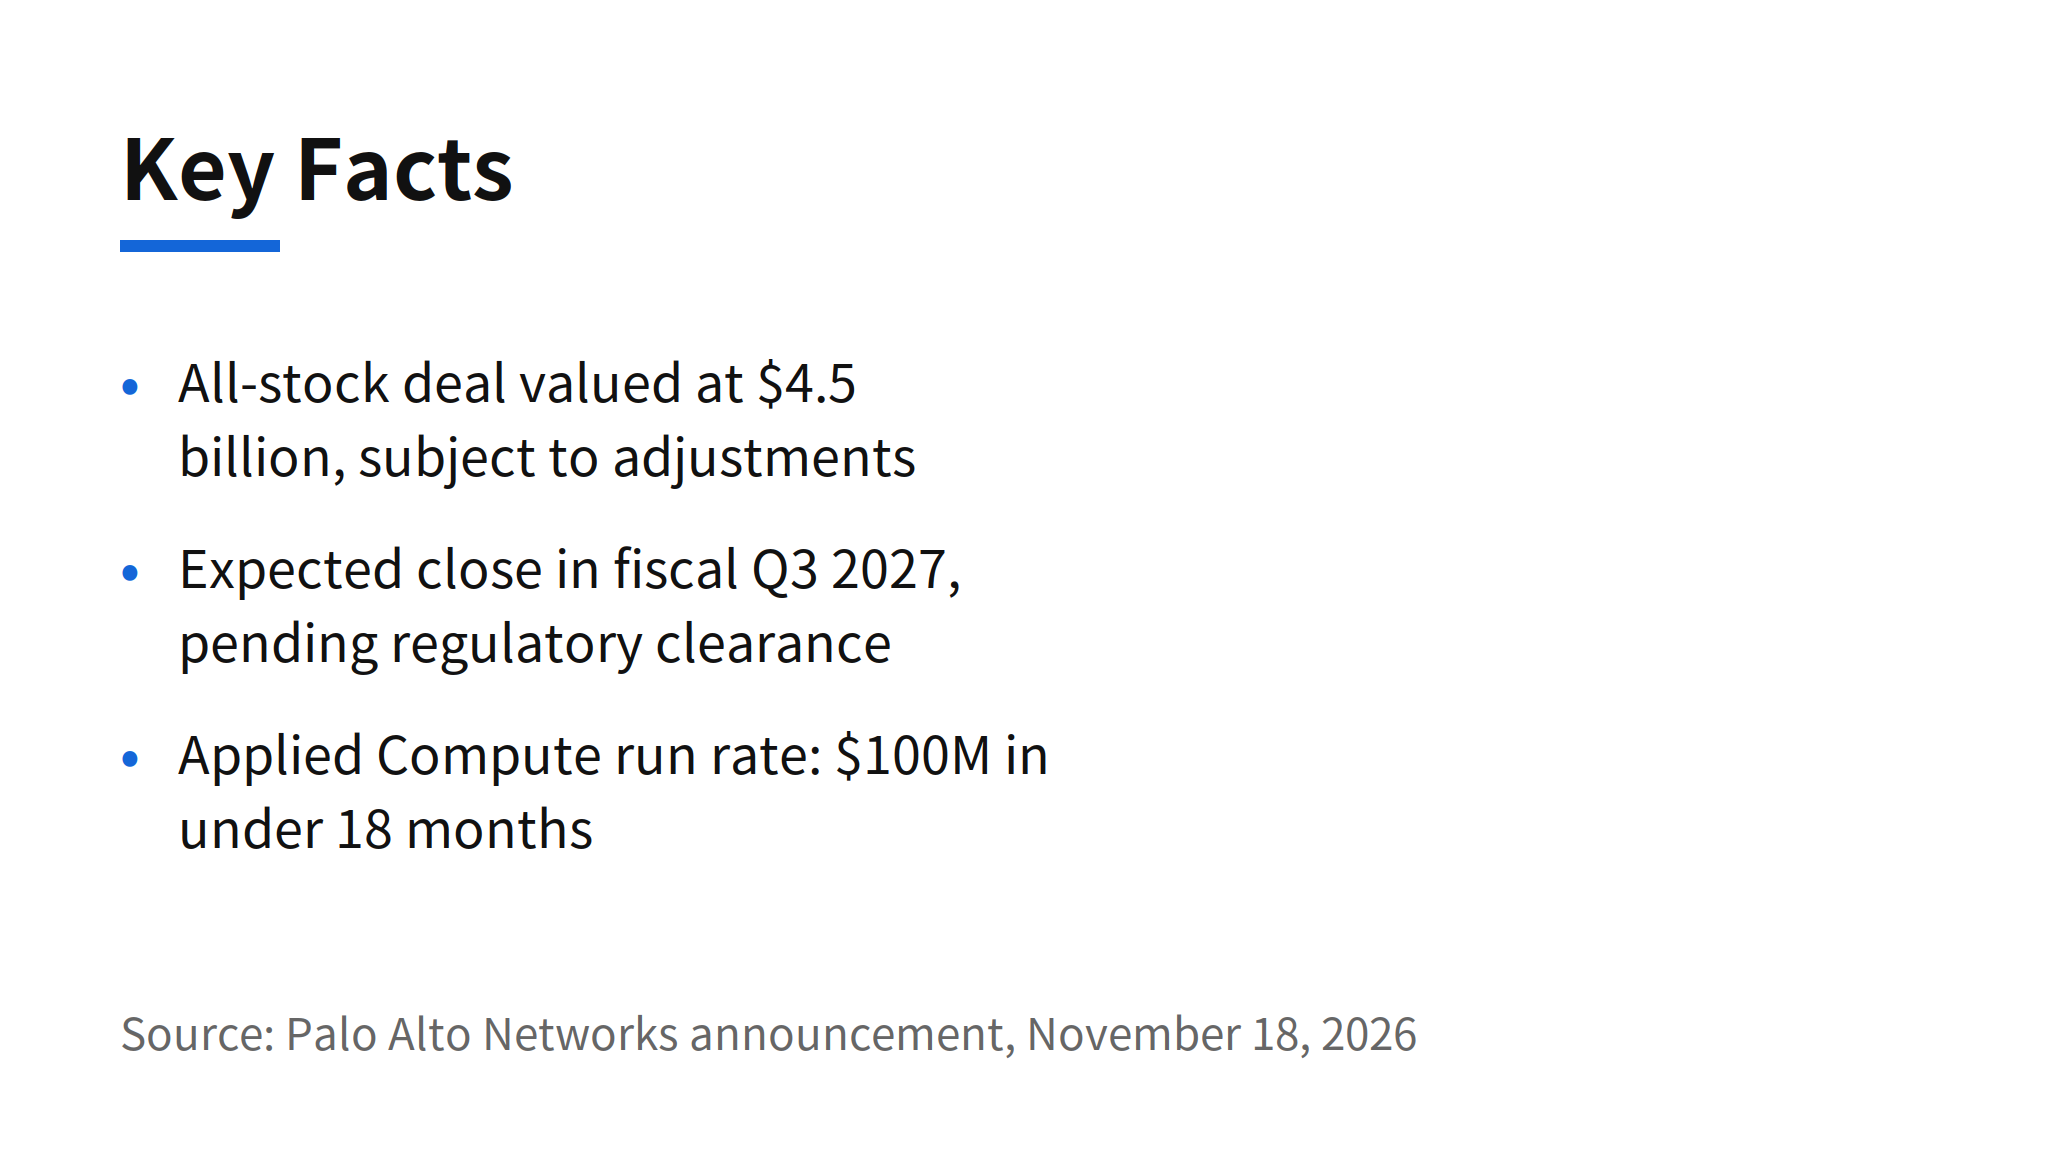 Key Facts
• All-stock deal valued at $4.5
billion, subject to adjustments
• Expected close in fiscal Q3 2027,
pending regulatory clearance
• Applied Compute run rate: $100M in
under 18 months
Source: Palo Alto Networks announcement, November 18, 2026